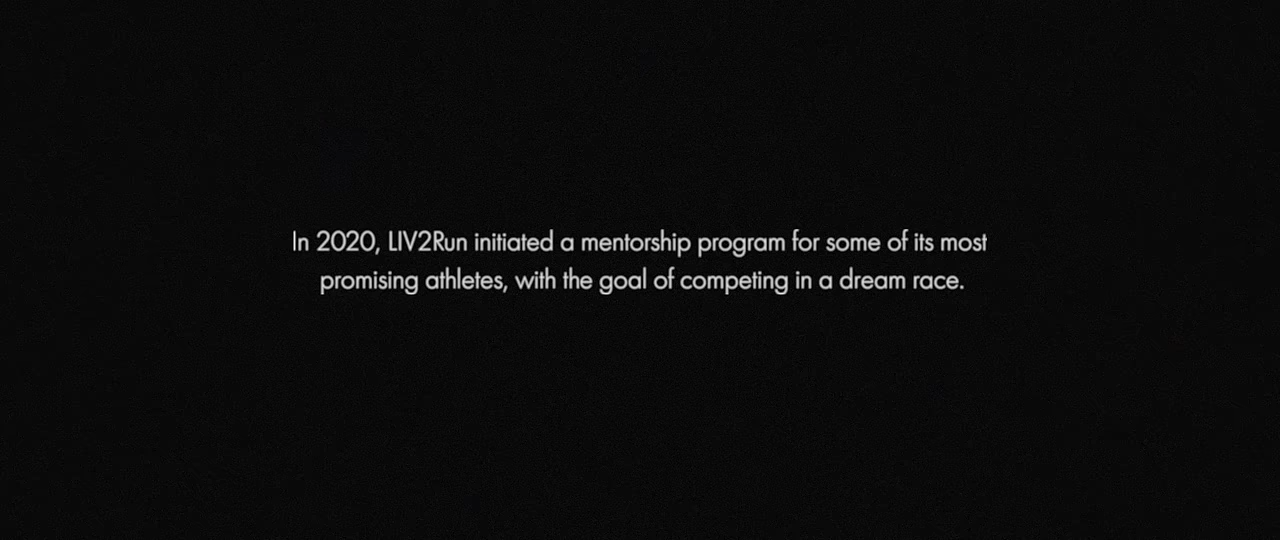 In 2020, LIV2Run initiated a mentorship program for some of its most
promising athletes, with the goal of competing in a dream race.